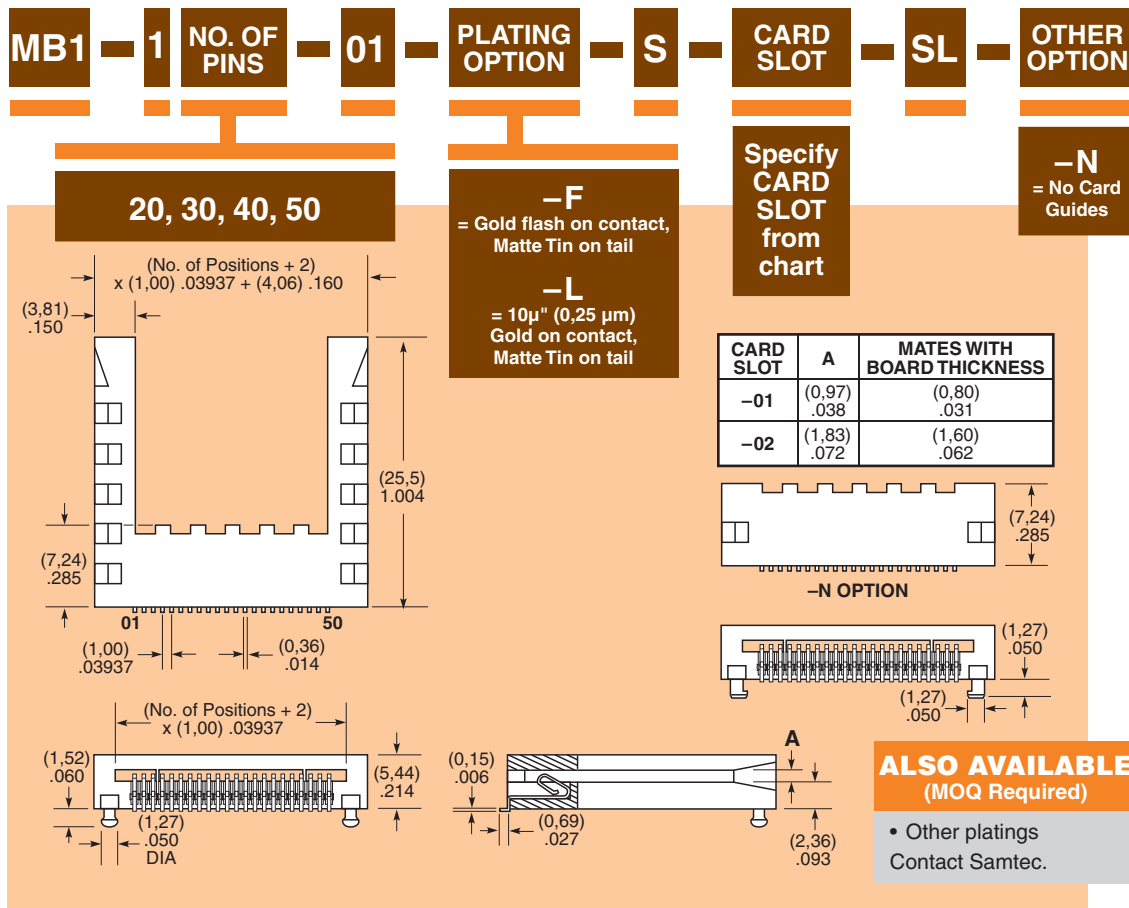 MB1 – 1 NO. OF PINS – 01 – PLATING OPTION – S – CARD SLOT – SL – OTHER OPTION
20, 30, 40, 50
–F
= Gold flash on contact,
Matte Tin on tail
–L
= 10µ" (0,25 µm)
Gold on contact,
Matte Tin on tail
Specify
CARD
SLOT
from
chart
–N
= No Card
Guides
(No. of Positions + 2)
x (1,00) .03937 + (4,06) .160
(3,81)
.150
(25,5)
1.004
(7,24)
.285
01
50
(1,00)
.03937
(0,36)
.014
CARD SLOT A MATES WITH BOARD THICKNESS
–01 (0,97) .038 (0,80) .031
–02 (1,83) .072 (1,60) .062
(7,24)
.285
–N OPTION
(1,27)
.050
(1,27)
.050
(No. of Positions + 2)
x (1,00) .03937
(1,52)
.060
(5,44)
.214
(1,27)
.050
DIA
(0,15)
.006
A
(0,69)
.027
(2,36)
.093
ALSO AVAILABLE
(MOQ Required)
• Other platings
Contact Samtec.